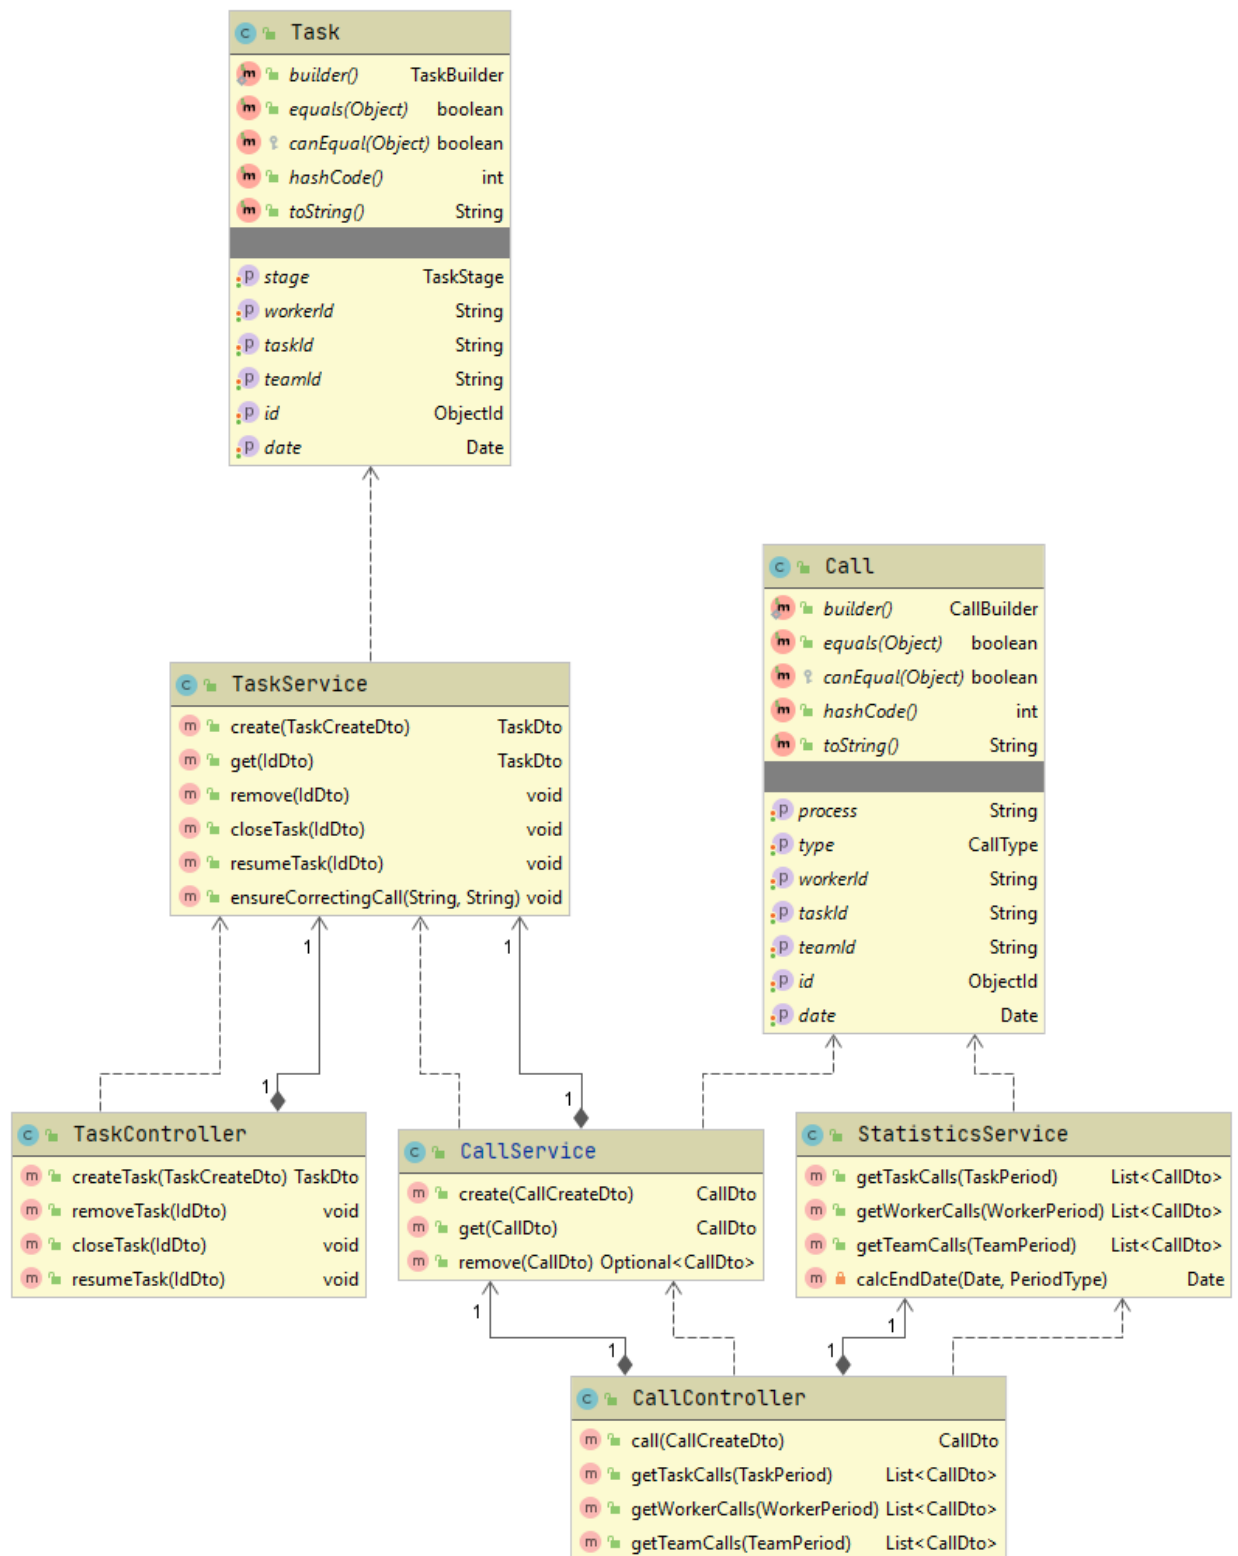 Task
builder() TaskBuilder
equals(Object) boolean
canEqual(Object) boolean
hashCode() int
toString() String
stage TaskStage
workerId String
taskId String
teamId String
id ObjectId
date Date
Call
builder() CallBuilder
equals(Object) boolean
canEqual(Object) boolean
hashCode() int
toString() String
process String
type CallType
workerId String
taskId String
teamId String
id ObjectId
date Date
TaskService
create(TaskCreateDto) TaskDto
get(IdDto) TaskDto
remove(IdDto) void
closeTask(IdDto) void
resumeTask(IdDto) void
ensureCorrectingCall(String, String) void
1
1
1
1
TaskController
createTask(TaskCreateDto) TaskDto
removeTask(IdDto) void
closeTask(IdDto) void
resumeTask(IdDto) void
CallService
create(CallCreateDto) CallDto
get(CallDto) CallDto
remove(CallDto) Optional<CallDto>
StatisticsService
getTaskCalls(TaskPeriod) List<CallDto>
getWorkerCalls(WorkerPeriod) List<CallDto>
getTeamCalls(TeamPeriod) List<CallDto>
calcEndDate(Date, PeriodType) Date
1
1
1
1
CallController
call(CallCreateDto) CallDto
getTaskCalls(TaskPeriod) List<CallDto>
getWorkerCalls(WorkerPeriod) List<CallDto>
getTeamCalls(TeamPeriod) List<CallDto>